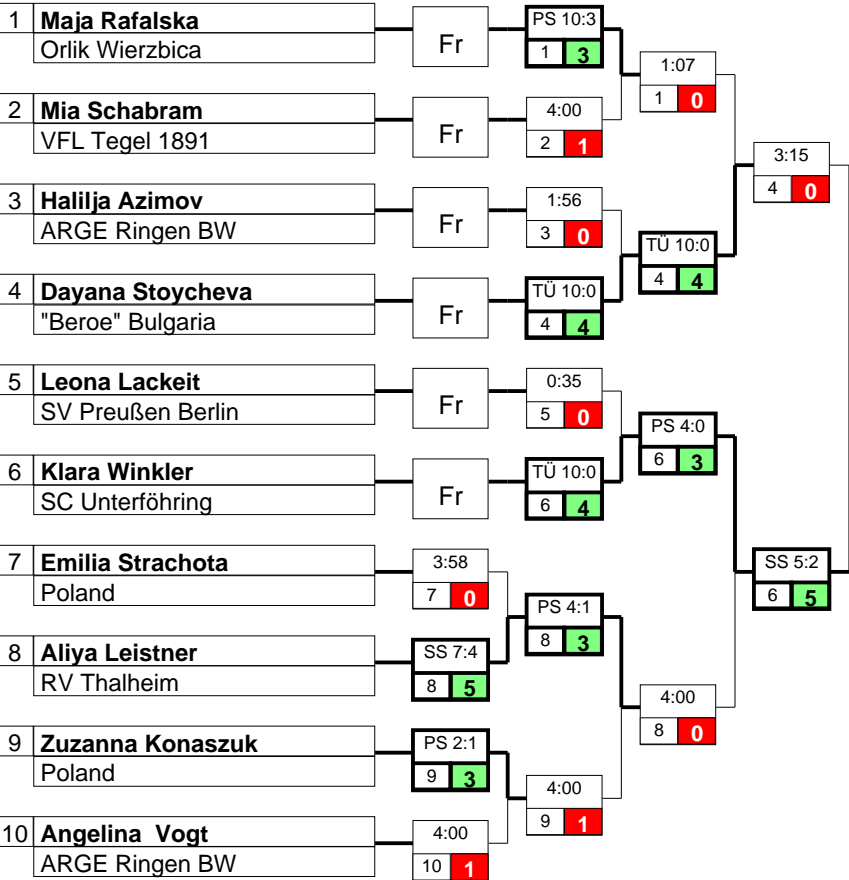 1 Maja Rafalska
Orlik Wierzbica
Fr
PS 10:3
1 3
1:07
1 0
2 Mia Schabram
VFL Tegel 1891
Fr
4:00
2 1
3:15
4 0
3 Halilja Azimov
ARGE Ringen BW
Fr
1:56
3 0
TÜ 10:0
4 4
4 Dayana Stoycheva
"Beroe" Bulgaria
Fr
TÜ 10:0
4 4
5 Leona Lackeit
SV Preußen Berlin
Fr
0:35
5 0
PS 4:0
6 3
6 Klara Winkler
SC Unterföhring
Fr
TÜ 10:0
6 4
7 Emilia Strachota
Poland
3:58
7 0
SS 5:2
6 5
PS 4:1
8 3
8 Aliya Leistner
RV Thalheim
SS 7:4
8 5
4:00
8 0
9 Zuzanna Konaszuk
Poland
PS 2:1
9 3
4:00
9 1
10 Angelina Vogt
ARGE Ringen BW
4:00
10 1